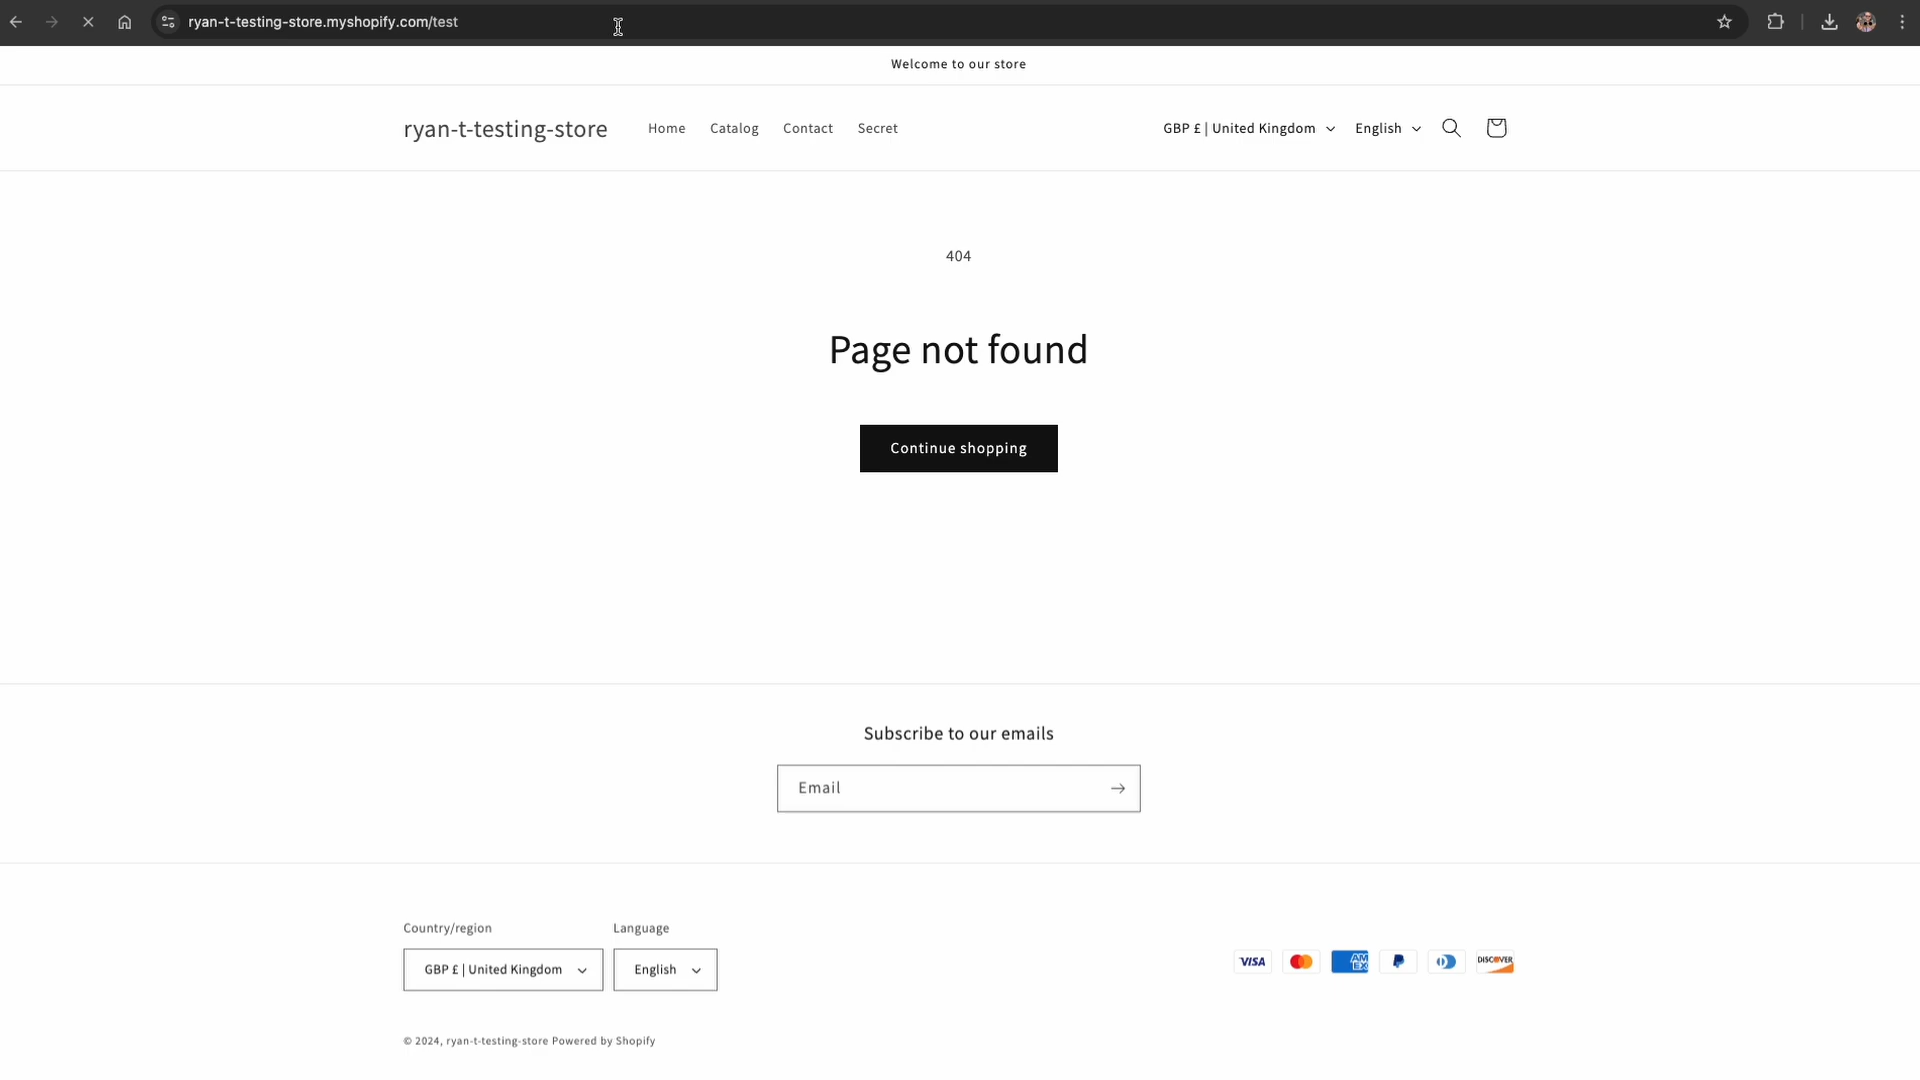 ryan-t-testing-store.myshopify.com/test
Welcome to our store
ryan-t-testing-store Home Catalog Contact Secret GBP £ | United Kingdom English
404
Page not found
Continue shopping
Subscribe to our emails
Email
Country/region Language
GBP £ | United Kingdom English
VISA AM EX DISCOVER
© 2024, ryan-t-testing-store Powered by Shopify